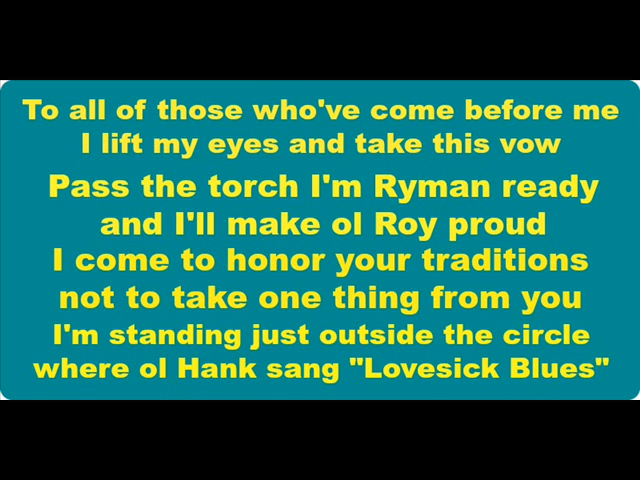 To all of those who've come before me
I lift my eyes and take this vow
Pass the torch I'm Ryman ready
and I'll make ol Roy proud
I come to honor your traditions
not to take one thing from you
I'm standing just outside the circle
where ol Hank sang "Lovesick Blues"